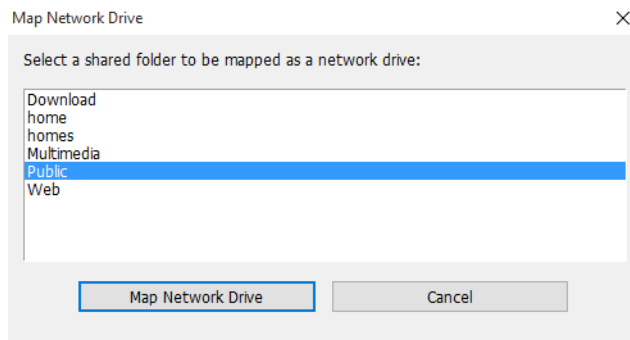 Map Network Drive
Select a shared folder to be mapped as a network drive:
Download
home
homes
Multimedia
Public
Web
Map Network Drive
Cancel